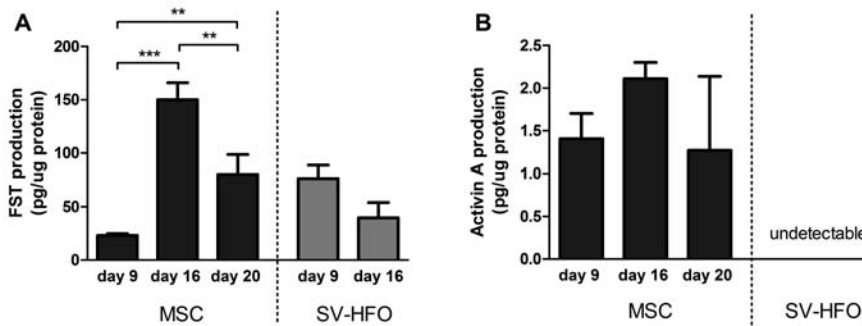 A
FST production
(pg/ug protein)
200
150
100
50
0
**
***
**
day 9 day 16 day 20 day 9 day 16
MSC SV-HFO
B
Activin A production
(pg/ug protein)
2.5
2.0
1.5
1.0
0.5
0.0
undetectable
day 9 day 16 day 20
MSC SV-HFO